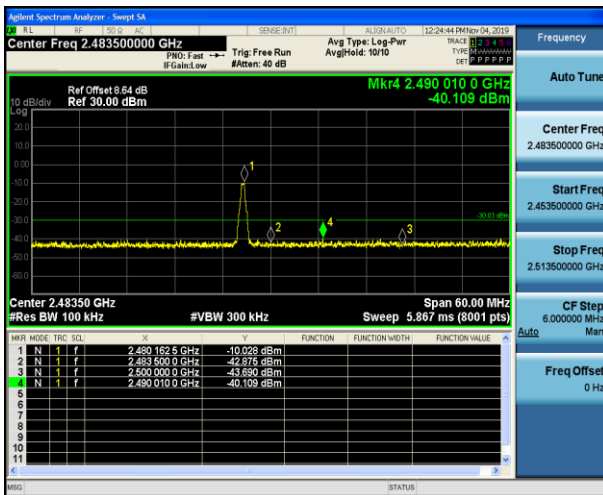 Agilent Spectrum Analyzer - Swept SA
RL RF 50 Ω AC SENSE:INT ALIGN AUTO 12:24:44 PM Nov 04, 2019
Center Freq 2.483500000 GHz
PNO: Fast
IFGain:Low
Trig: Free Run
#Atten: 40 dB
Avg Type: Log-Pwr
Avg|Hold: 10/10
TRACE 1 2 3 4 5 6
TYPE M
DET P P P P P P
Ref Offset 8.64 dB
Ref 30.00 dBm
10 dB/div
Log
Mkr4 2.490 010 0 GHz
-40.109 dBm
20.0
10.0
0.00
-10.0
-20.0
-30.0
-40.0
-50.0
-60.0
1
2
4
3
-30.03 dBm
Center 2.48350 GHz
#Res BW 100 kHz
#VBW 300 kHz
Span 60.00 MHz
Sweep 5.867 ms (8001 pts)
MKR MODE TRC SCL X Y FUNCTION FUNCTION WIDTH FUNCTION VALUE
1 N 1 f 2.480 162 5 GHz -10.028 dBm
2 N 1 f 2.483 500 0 GHz -42.875 dBm
3 N 1 f 2.500 000 0 GHz -43.690 dBm
4 N 1 f 2.490 010 0 GHz -40.109 dBm
5
6
7
8
9
10
11
MSG STATUS
Frequency
Auto Tune
Center Freq
2.483500000 GHz
Start Freq
2.453500000 GHz
Stop Freq
2.513500000 GHz
CF Step
6.000000 MHz
Auto Man
Freq Offset
0 Hz